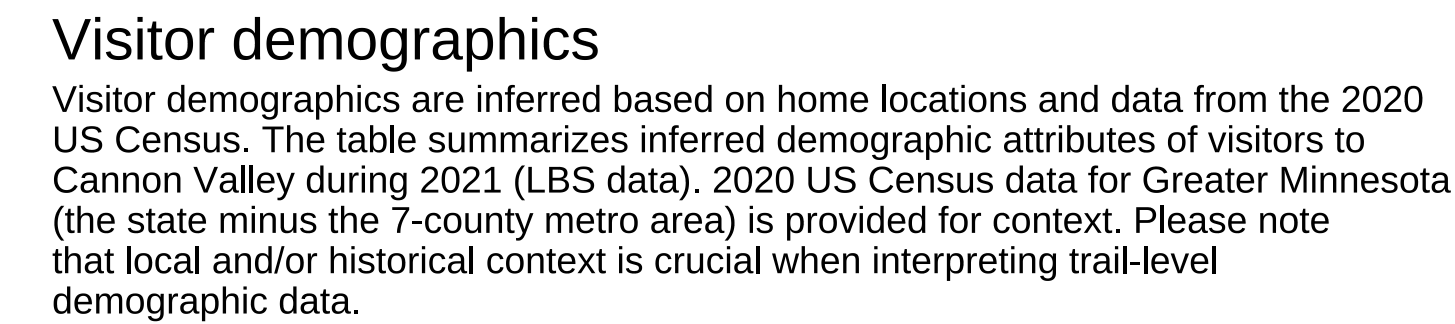 Visitor demographics
Visitor demographics are inferred based on home locations and data from the 2020
US Census. The table summarizes inferred demographic attributes of visitors to
Cannon Valley during 2021 (LBS data). 2020 US Census data for Greater Minnesota
(the state minus the 7-county metro area) is provided for context. Please note
that local and/or historical context is crucial when interpreting trail-level
demographic data.